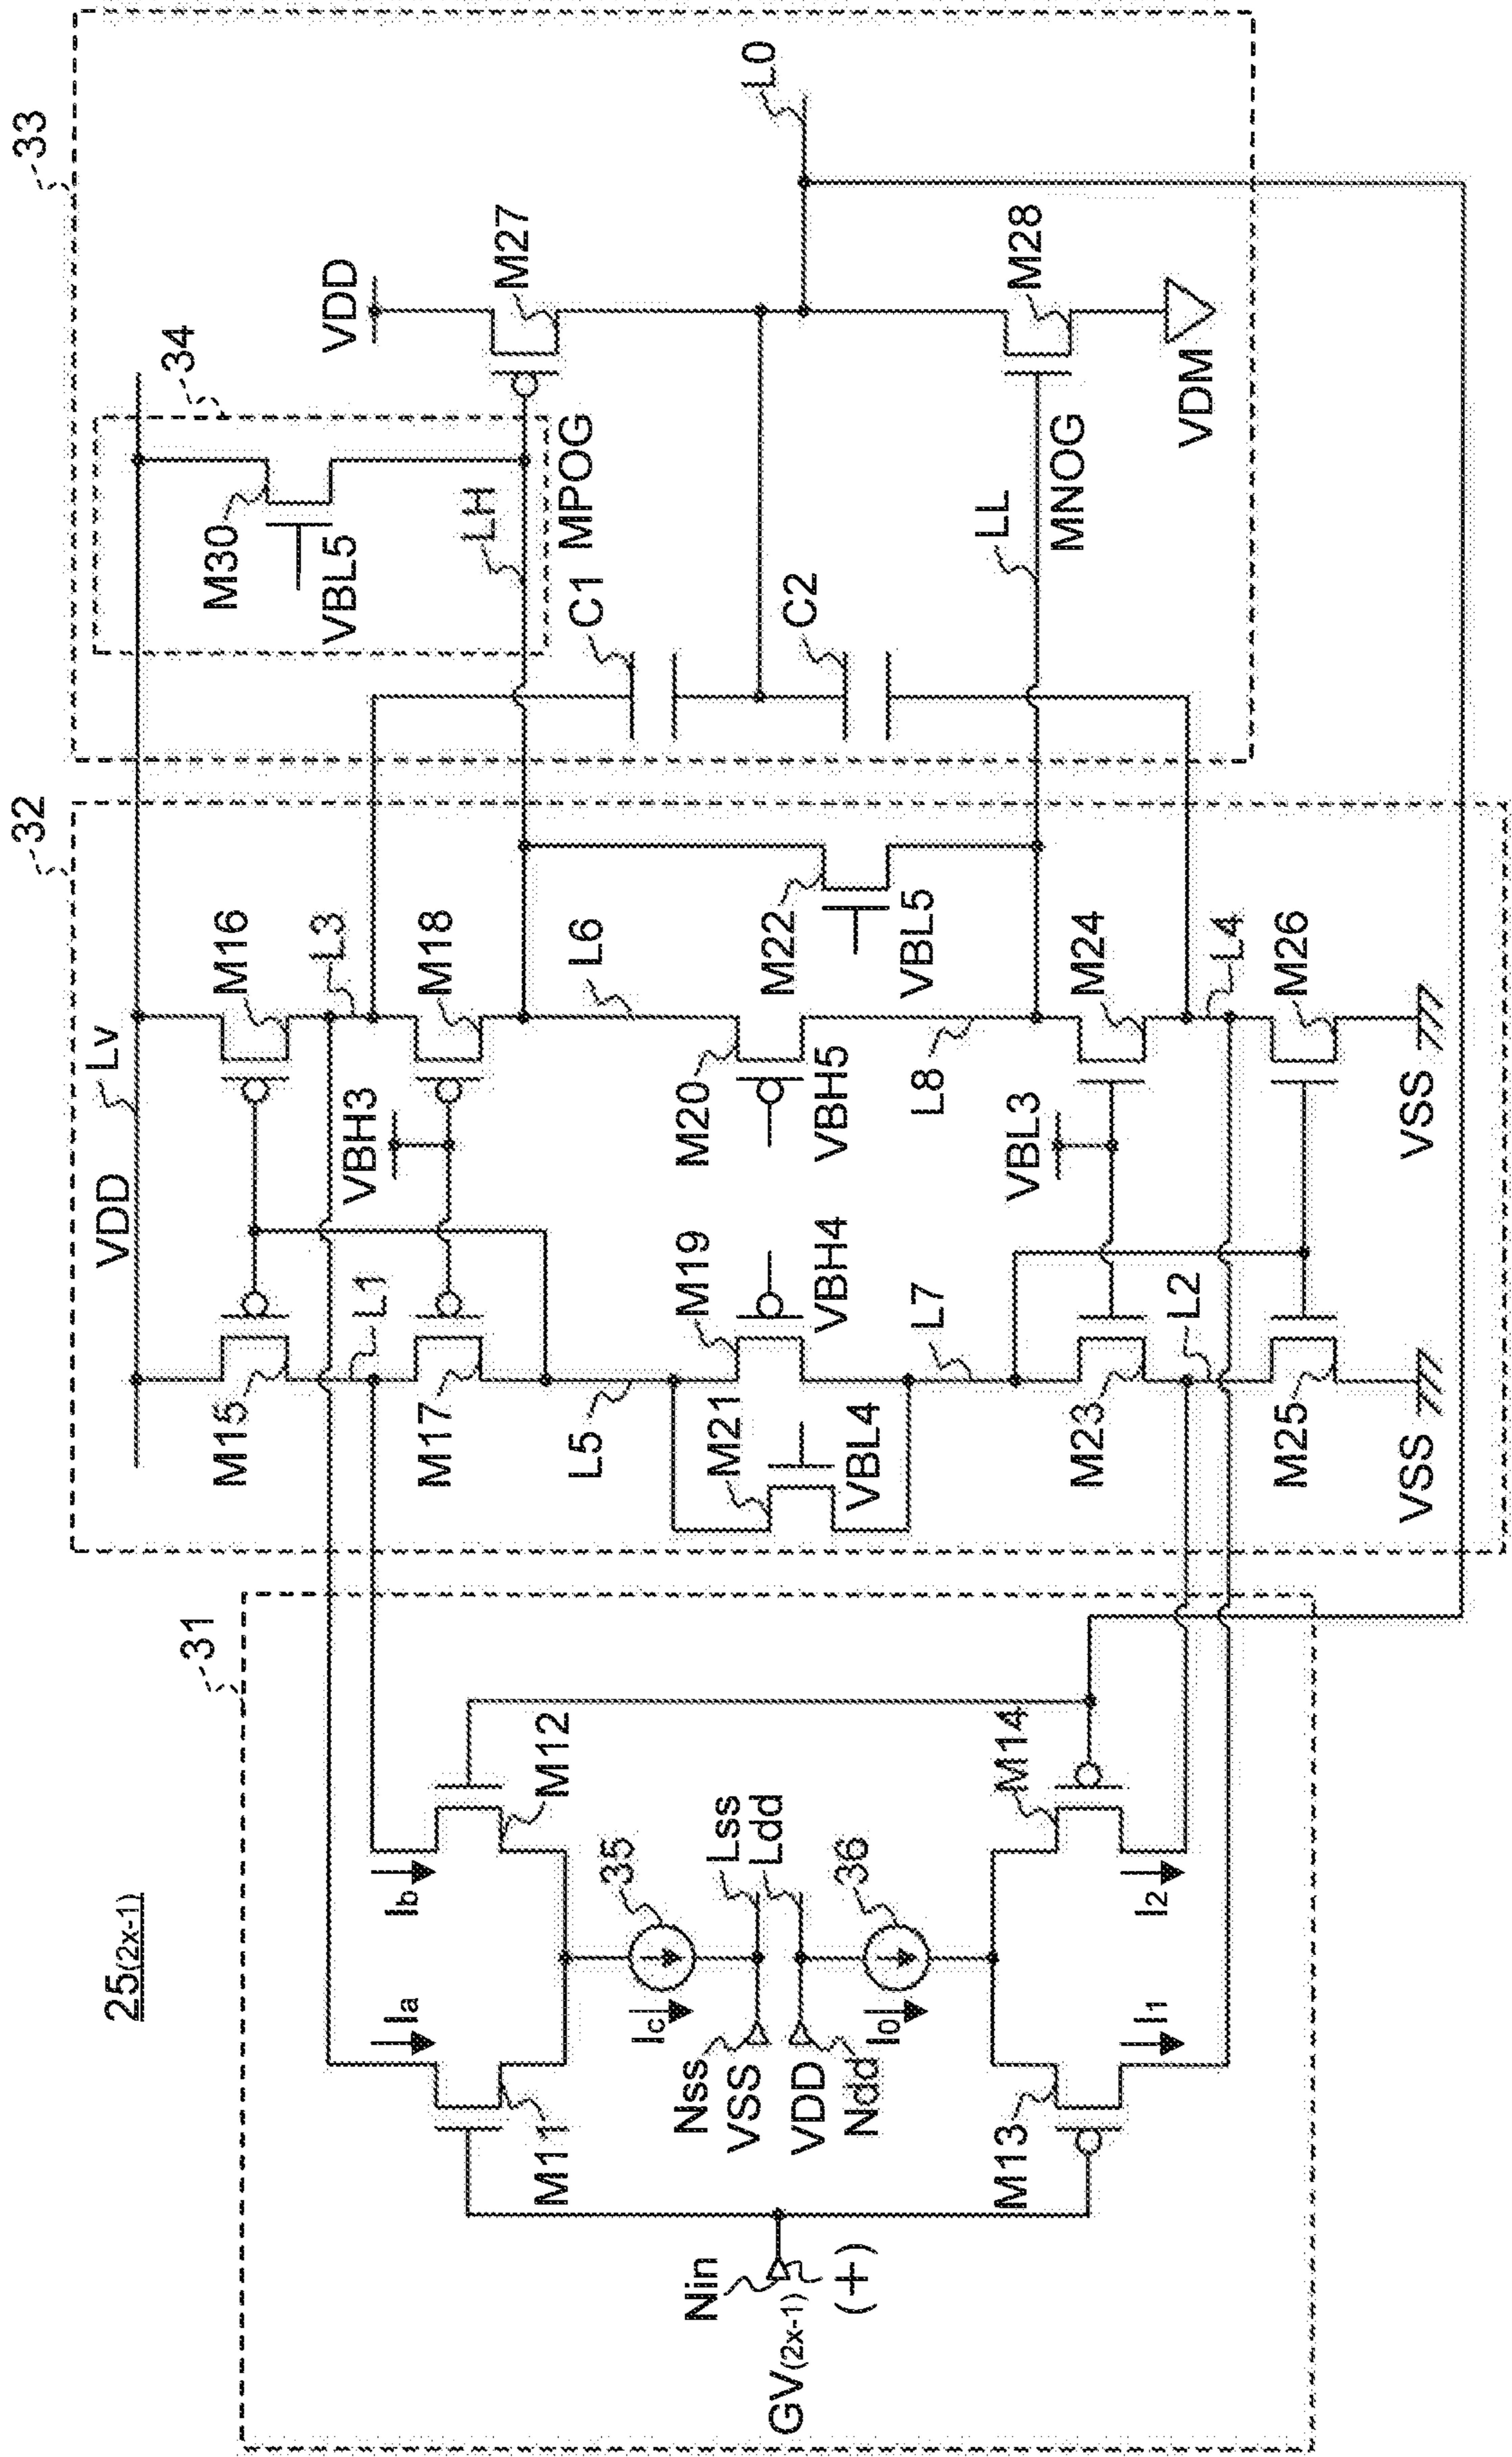 25(2x-1)
31
32
33
34
VDD
Lv
M15
M16
L1
L3
VBH3
M17
M18
L5
L6
M19
VBH4
M20
VBH5
M21
VBL4
M22
VBL5
L7
L8
VBL3
M23
M24
L2
L4
M25
M26
VSS
VSS
M30
VBL5
LH
MPOG
VDD
M27
C1
C2
L0
LL
MNOG
M28
VDM
Ia
Ib
M11
M12
35
Ic
Nss
VSS
Lss
Ldd
VDD
Ndd
36
I0
M13
M14
I1
I2
Nin
GV(2x-1)
(+)